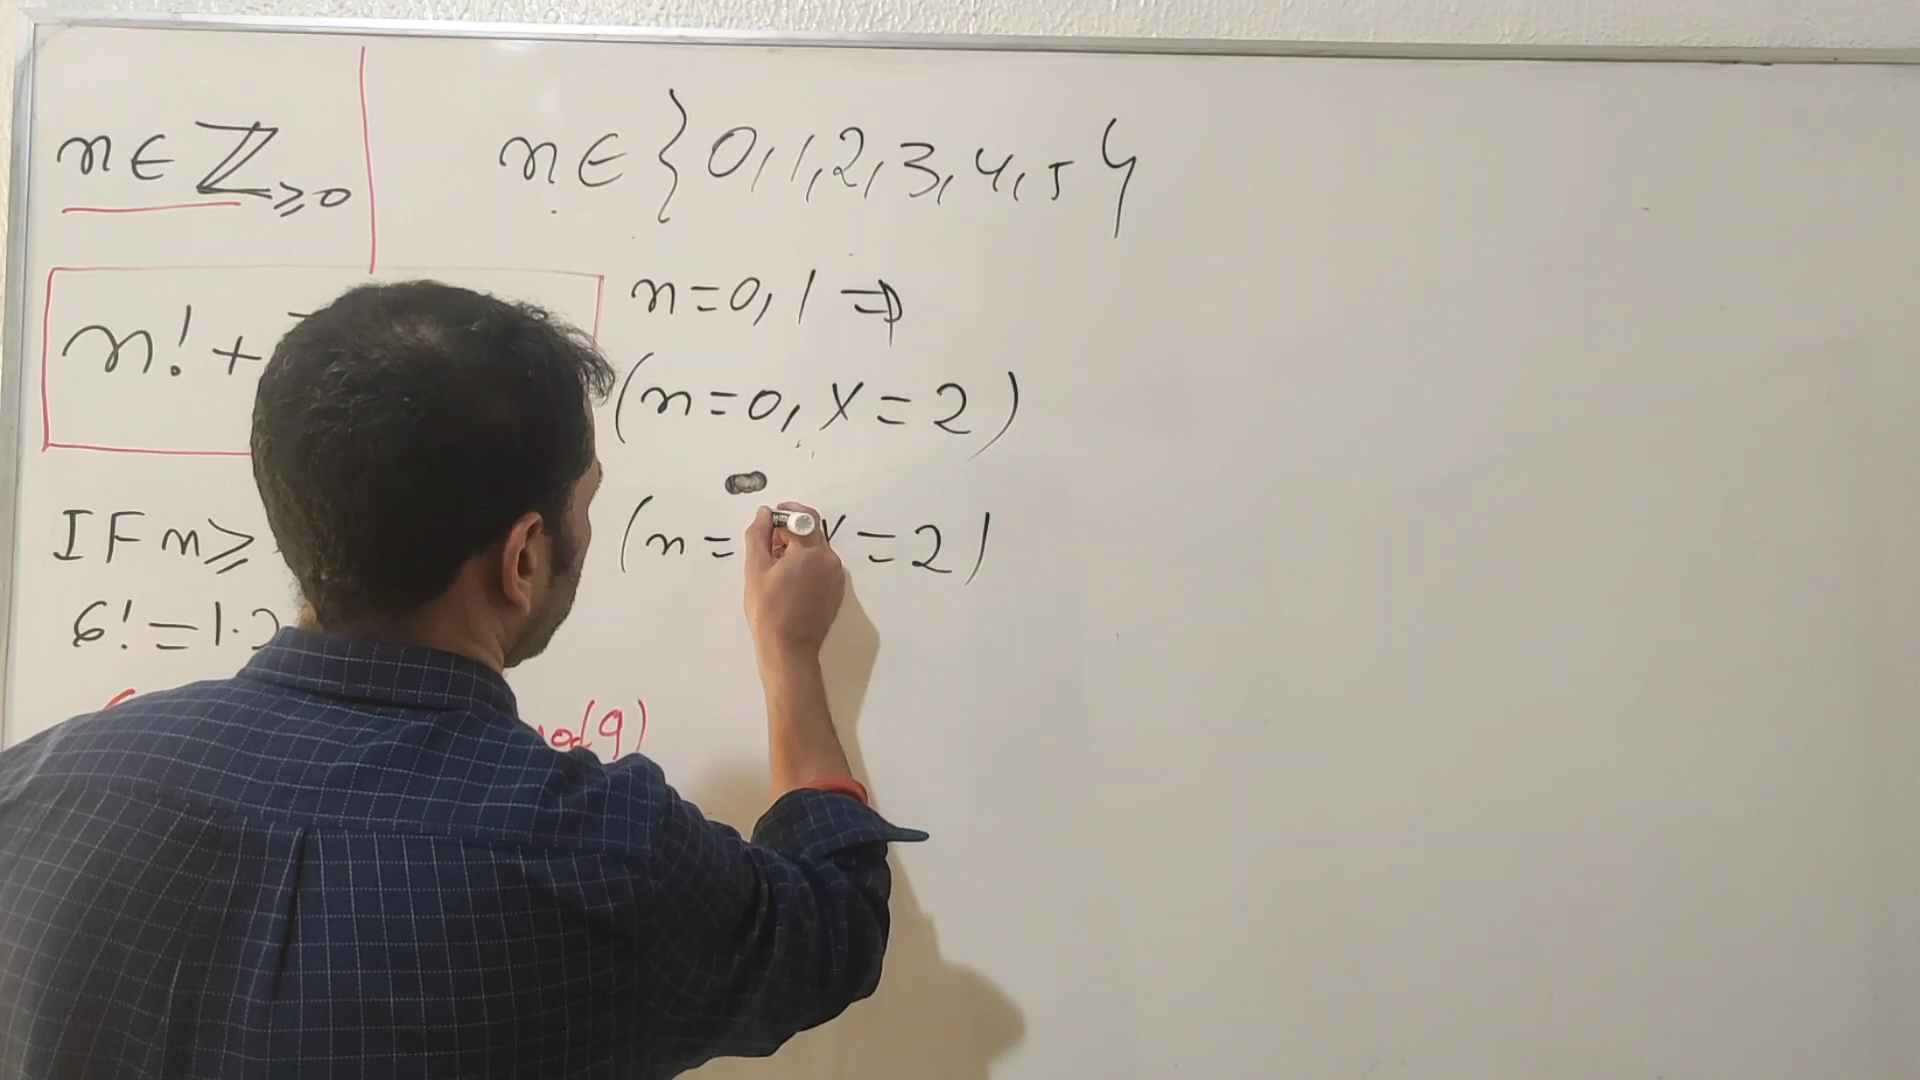 n ∈ ℤ≥0
n ∈ {0, 1, 2, 3, 4, 5}
n! +
n = 0, 1 ⇒
(n = 0, x = 2)
IF n ≥
(n = x = 2)
6! = 1·2
mod(9)